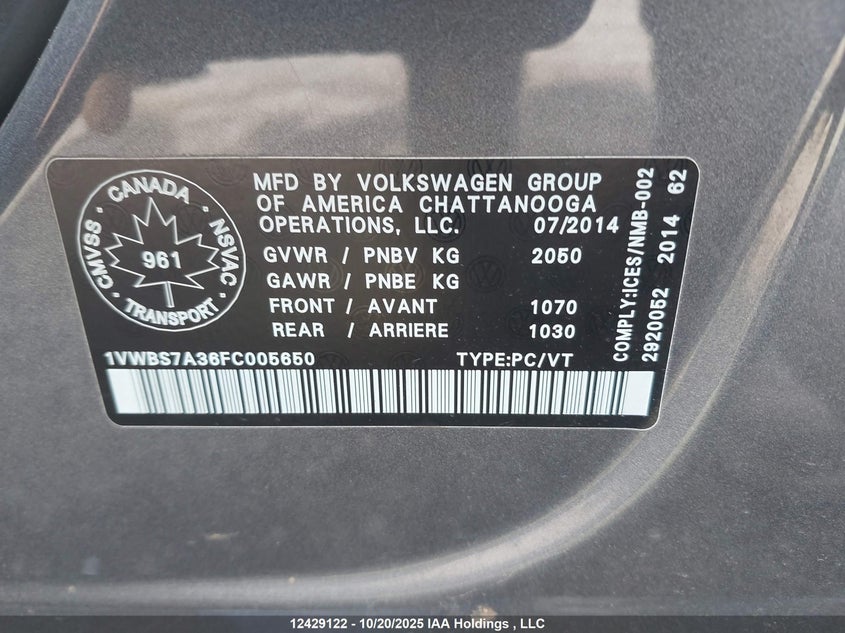 CANADA
CMVSS
NSVAC
961
TRANSPORT
MFD BY VOLKSWAGEN GROUP
OF AMERICA CHATTANOOGA
OPERATIONS, LLC. 07/2014
GVWR / PNBV KG 2050
GAWR / PNBE KG
FRONT / AVANT 1070
REAR / ARRIERE 1030
1VWBS7A36FC005650 TYPE:PC/VT
COMPLY:ICES/NMB-002
2920052 2014 62
12429122 - 10/20/2025 IAA Holdings , LLC